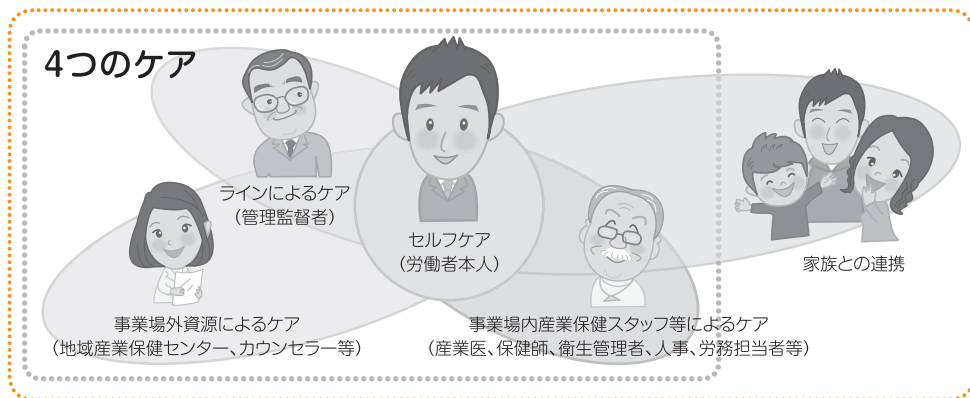 4つのケア
ラインによるケア
（管理監督者）
セルフケア
（労働者本人）
家族との連携
事業場外資源によるケア
（地域産業保健センター、カウンセラー等）
事業場内産業保健スタッフ等によるケア
（産業医、保健師、衛生管理者、人事、労務担当者等）